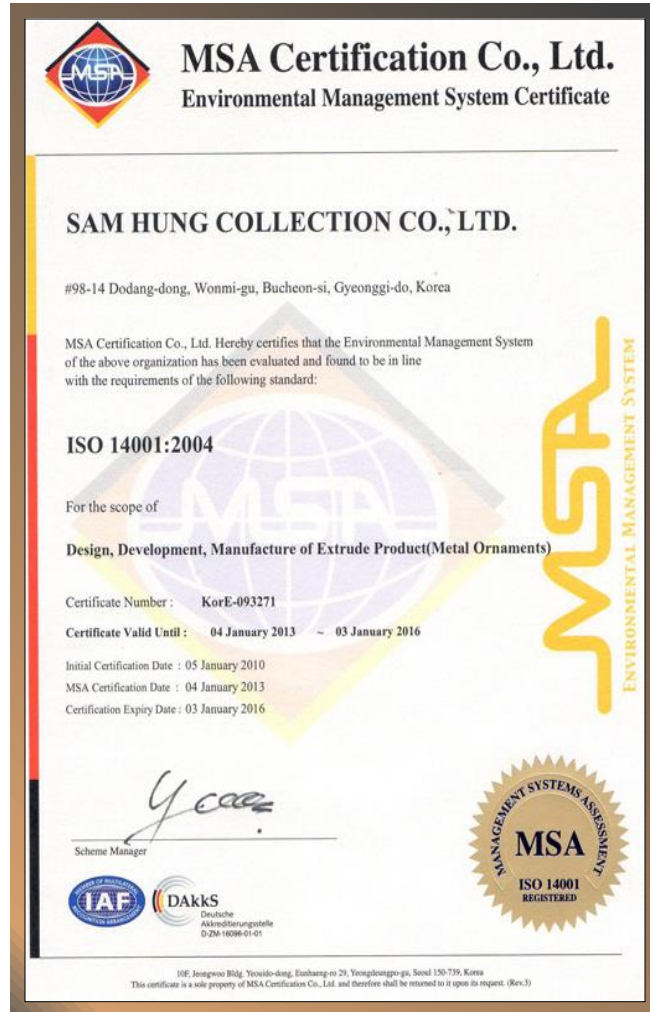 MSA
MSA Certification Co., Ltd.
Environmental Management System Certificate
SAM HUNG COLLECTION CO., LTD.
#98-14 Dodang-dong, Wonmi-gu, Bucheon-si, Gyeonggi-do, Korea
MSA Certification Co., Ltd. Hereby certifies that the Environmental Management System
of the above organization has been evaluated and found to be in line
with the requirements of the following standard:
ISO 14001:2004
For the scope of
Design, Development, Manufacture of Extrude Product(Metal Ornaments)
Certificate Number : KorE-093271
Certificate Valid Until : 04 January 2013 ~ 03 January 2016
Initial Certification Date : 05 January 2010
MSA Certification Date : 04 January 2013
Certification Expiry Date : 03 January 2016
MSA
MSA
ENVIRONMENTAL MANAGEMENT SYSTEM
Scheme Manager
MEMBER OF MULTILATERAL
IAF
RECOGNITION ARRANGEMENT
DAkkS
Deutsche
Akkreditierungsstelle
D-ZM-16096-01-01
MANAGEMENT SYSTEMS ASSESSMENT
MSA
ISO 14001
REGISTERED
10F, Jeongwoo Bldg. Yeouido-dong, Eunhaeng-ro 29, Yeongdeungpo-gu, Seoul 150-739, Korea
This certificate is a sole property of MSA Certification Co., Ltd. and therefore shall be returned to it upon its request. (Rev.3)